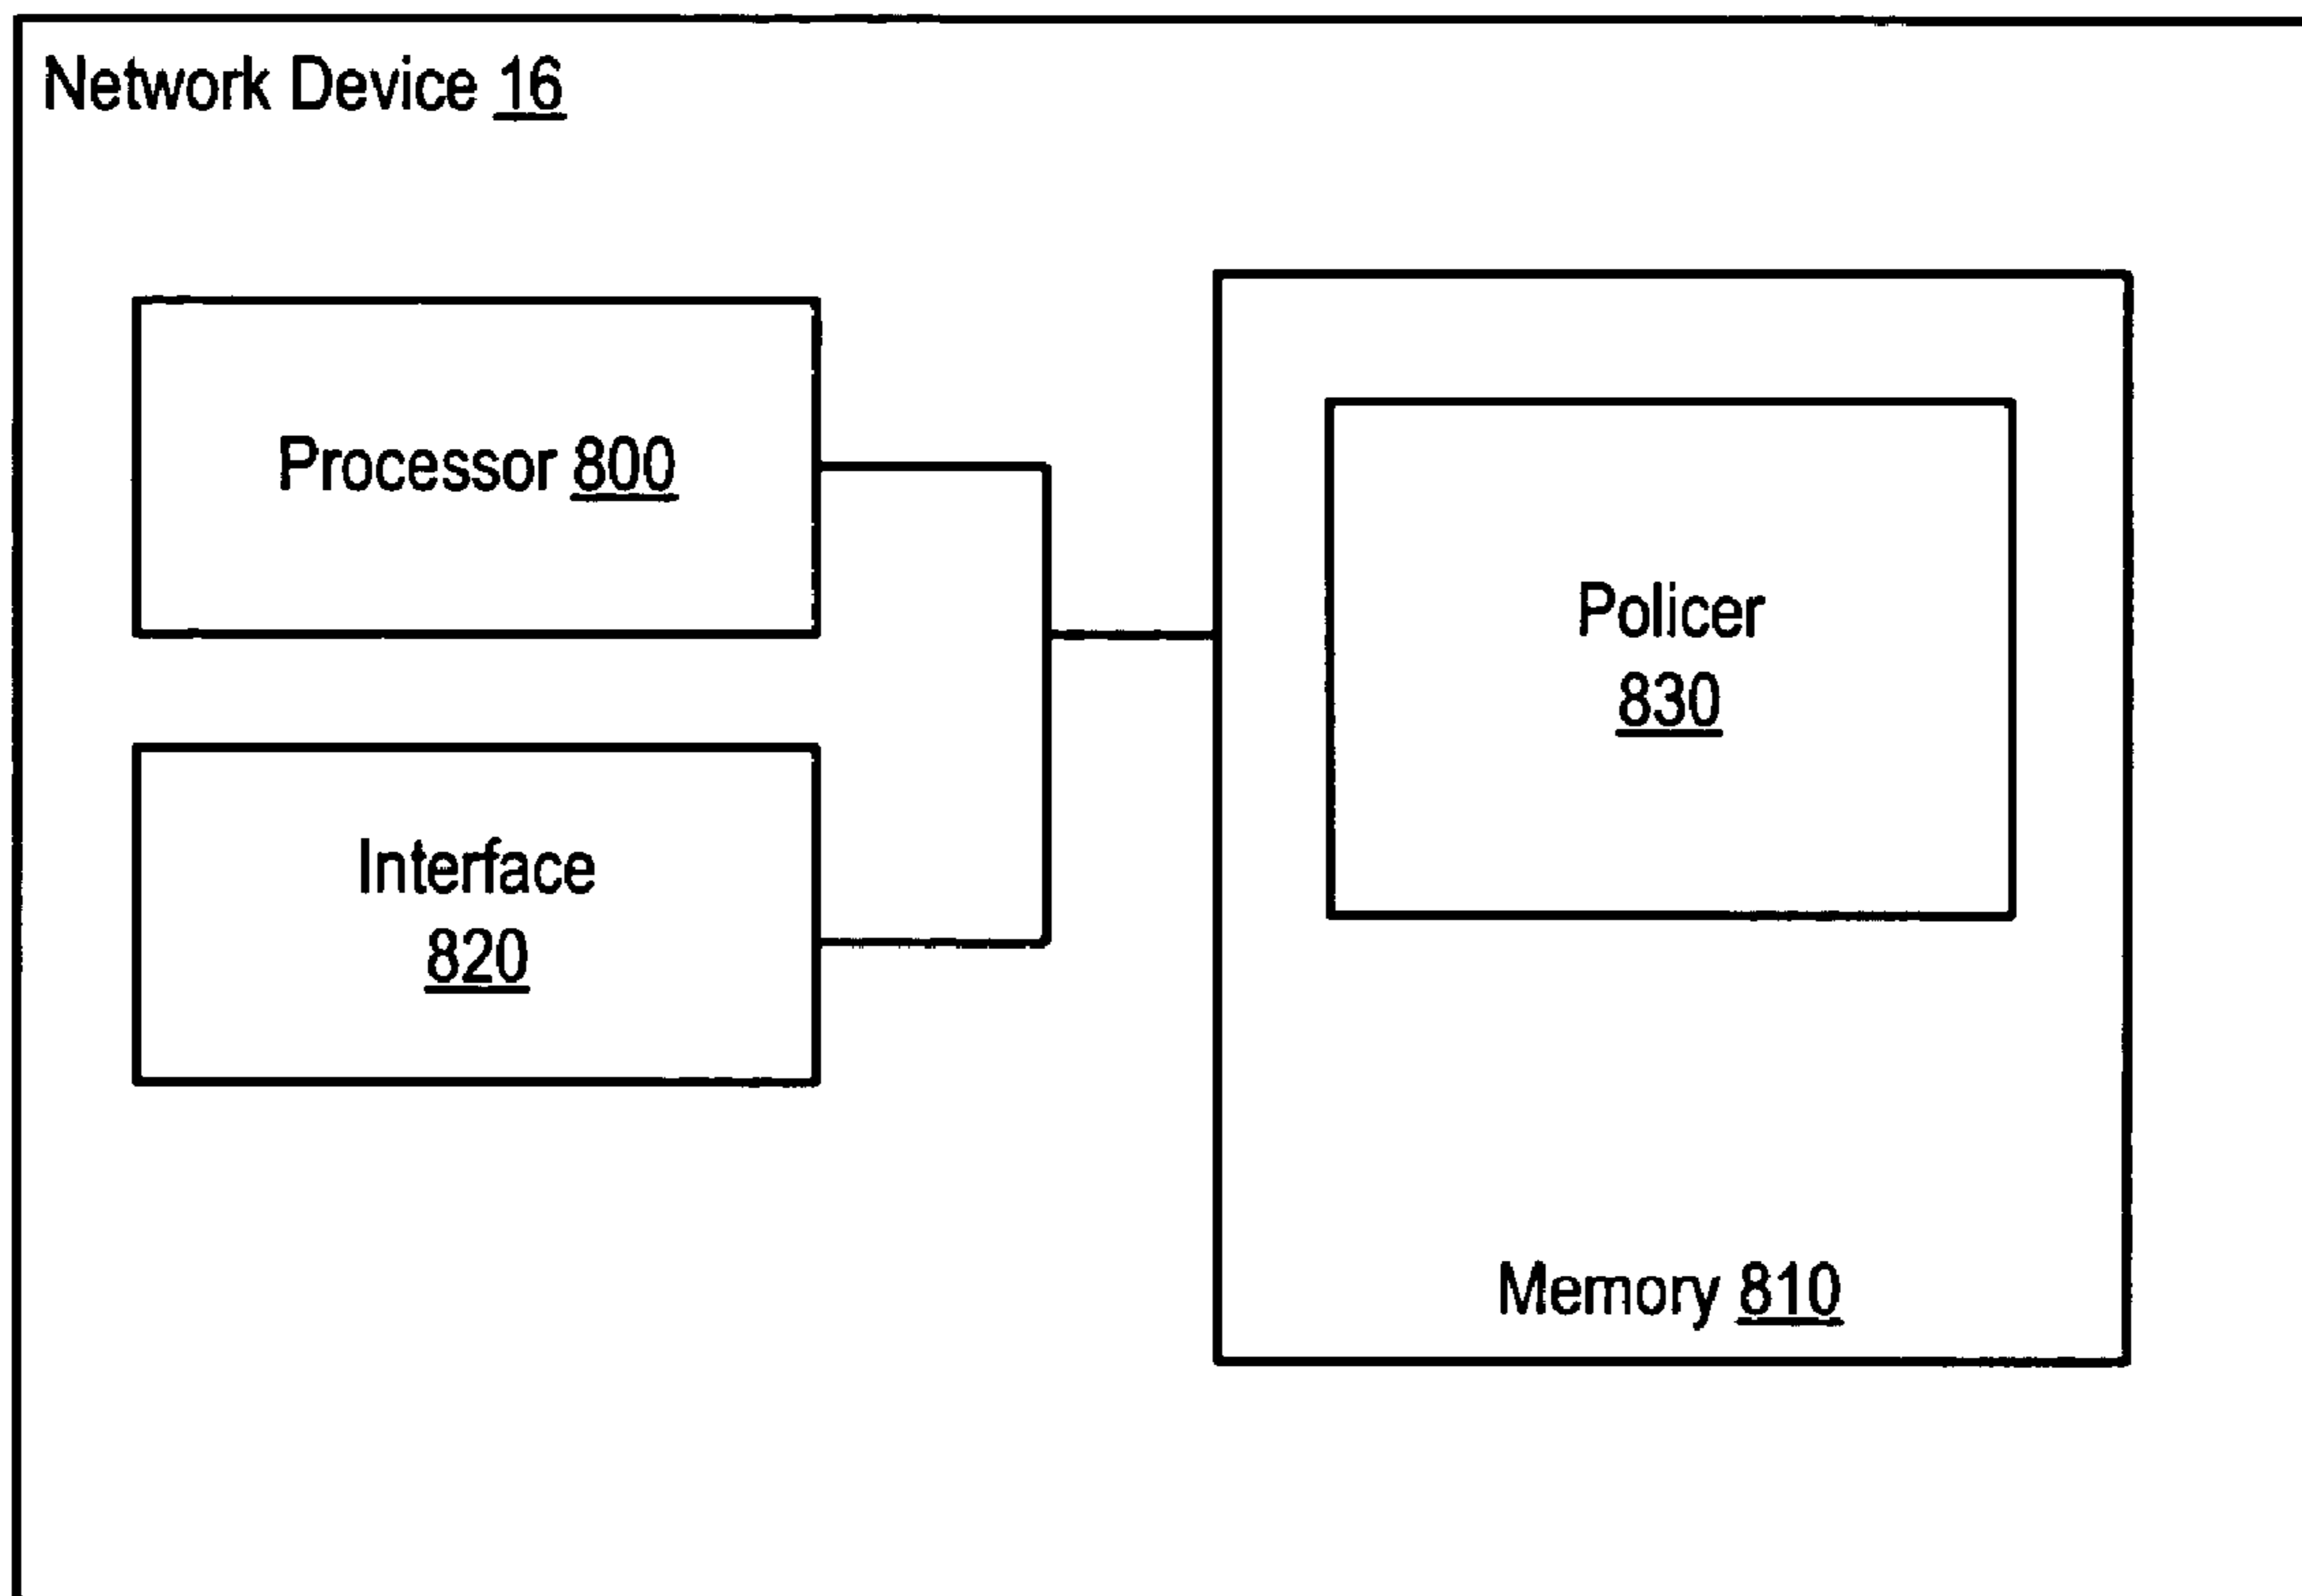 Network Device 16
Processor 800
Policer
830
Interface
820
Memory 810